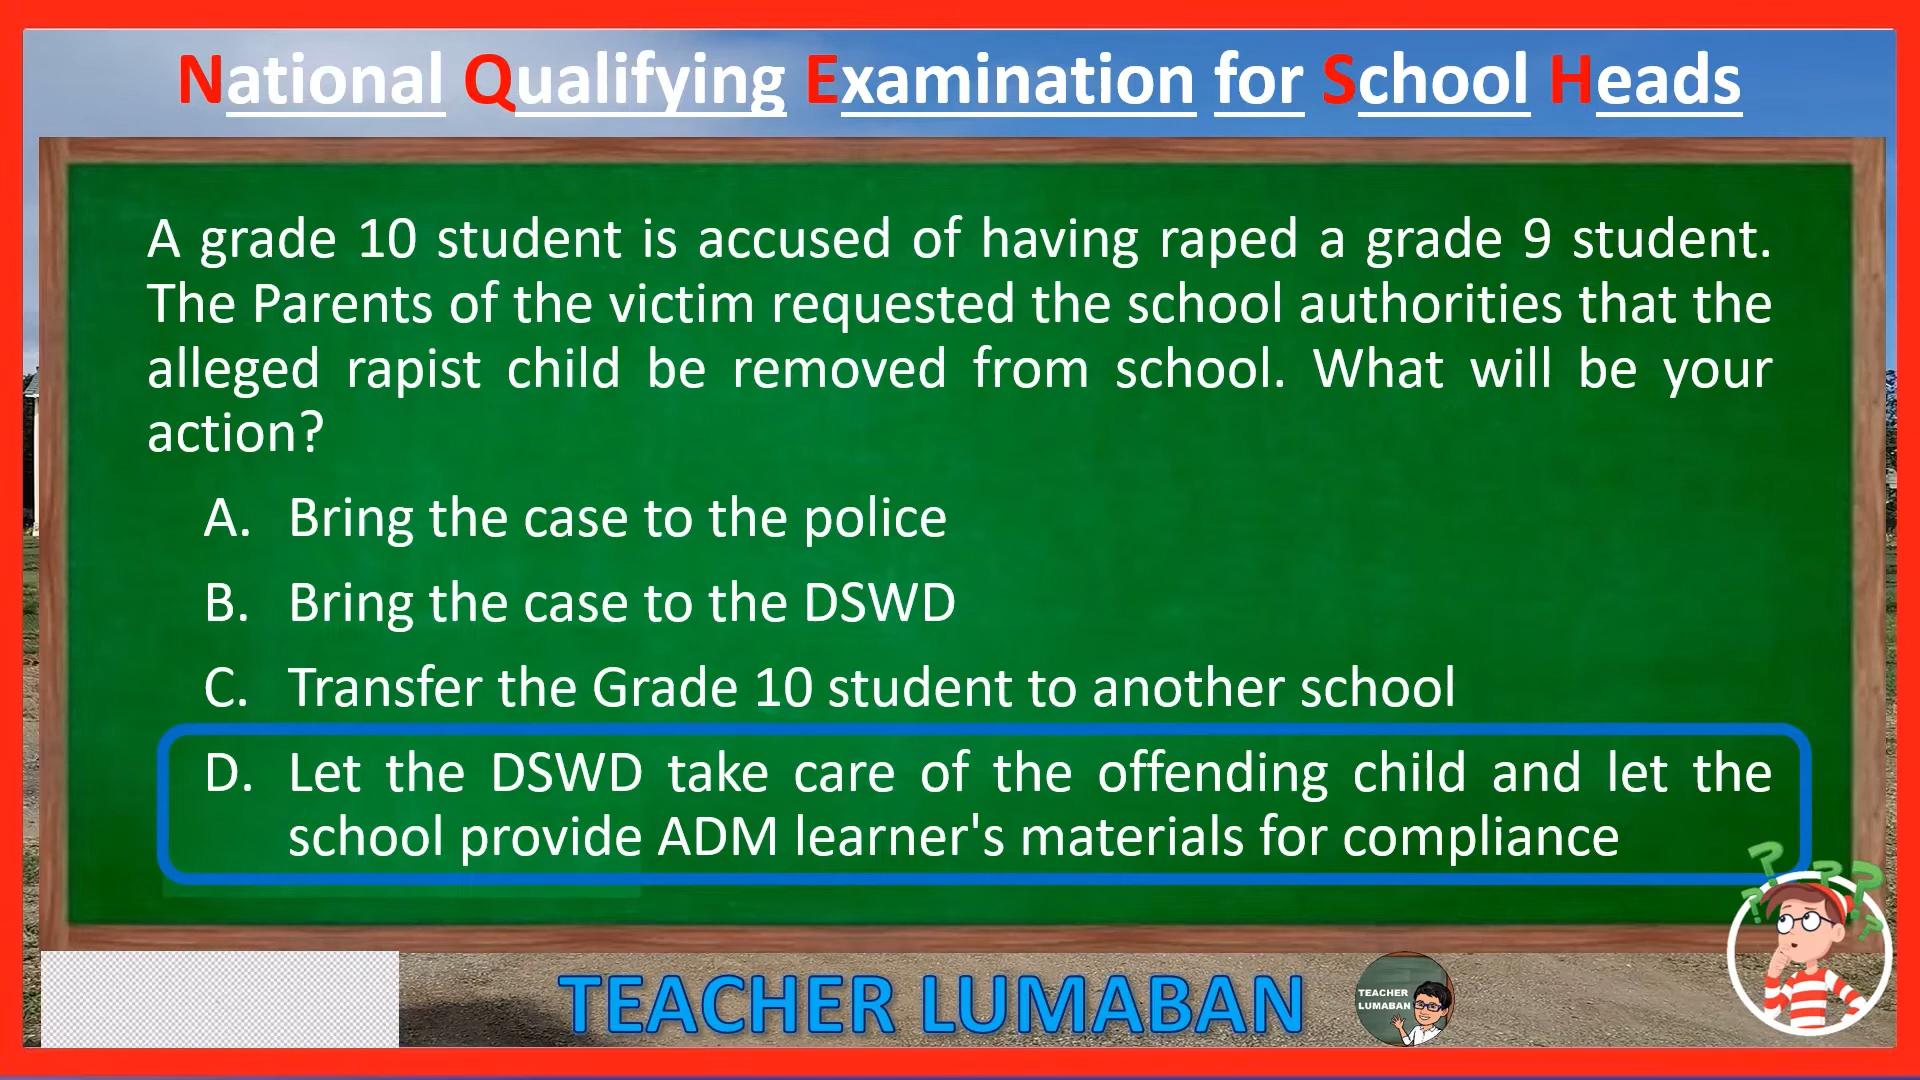 National Qualifying Examination for School Heads
A grade 10 student is accused of having raped a grade 9 student.
The Parents of the victim requested the school authorities that the
alleged rapist child be removed from school. What will be your
action?
A. Bring the case to the police
B. Bring the case to the DSWD
C. Transfer the Grade 10 student to another school
D. Let the DSWD take care of the offending child and let the
school provide ADM learner's materials for compliance
TEACHER LUMABAN
TEACHER
LUMABAN